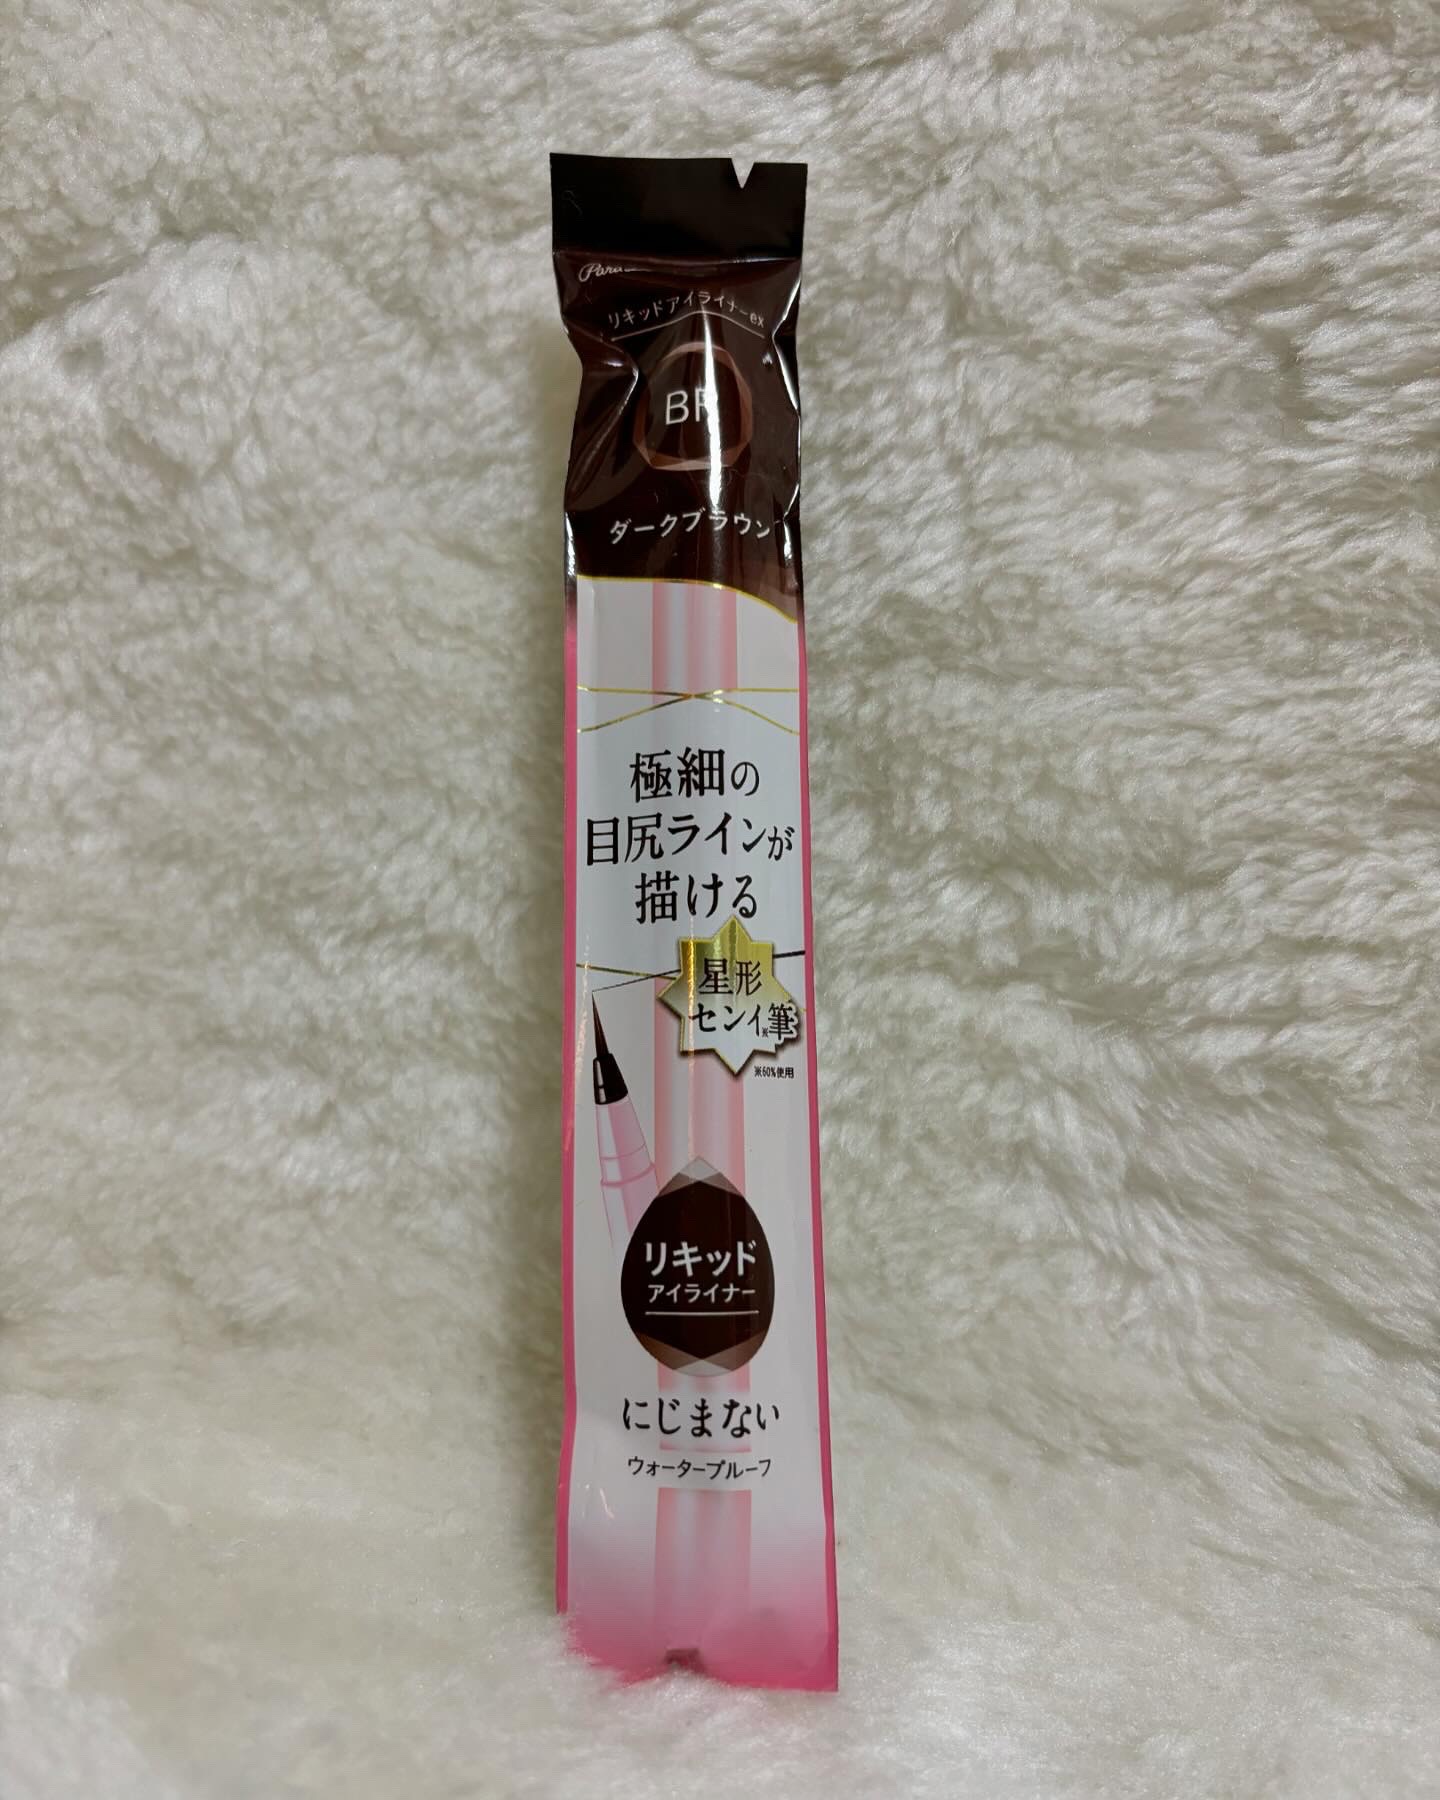 リキッドアイライナーex
ダークブラウン
極細の
目尻ラインが
描ける
星形
センイ※筆
※60%使用
リキッド
アイライナー
にじまない
ウォータープルーフ